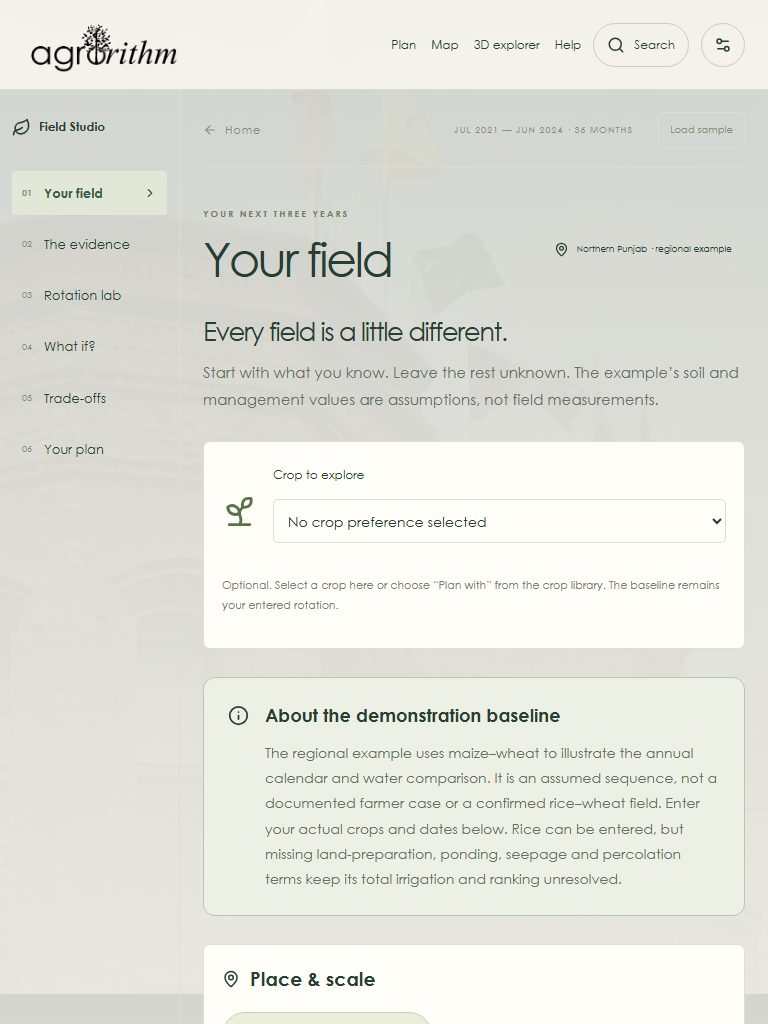 agrorithm
Plan
Map
3D explorer
Help
Search
Field Studio
01 Your field
02 The evidence
03 Rotation lab
04 What if?
05 Trade-offs
06 Your plan
Home
JUL 2021 — JUN 2024 · 36 MONTHS
Load sample
YOUR NEXT THREE YEARS
Your field
Northern Punjab · regional example
Every field is a little different.
Start with what you know. Leave the rest unknown. The example’s soil and
management values are assumptions, not field measurements.
Crop to explore
No crop preference selected
Optional. Select a crop here or choose “Plan with” from the crop library. The baseline remains
your entered rotation.
About the demonstration baseline
The regional example uses maize–wheat to illustrate the annual
calendar and water comparison. It is an assumed sequence, not a
documented farmer case or a confirmed rice–wheat field. Enter
your actual crops and dates below. Rice can be entered, but
missing land-preparation, ponding, seepage and percolation
terms keep its total irrigation and ranking unresolved.
Place & scale